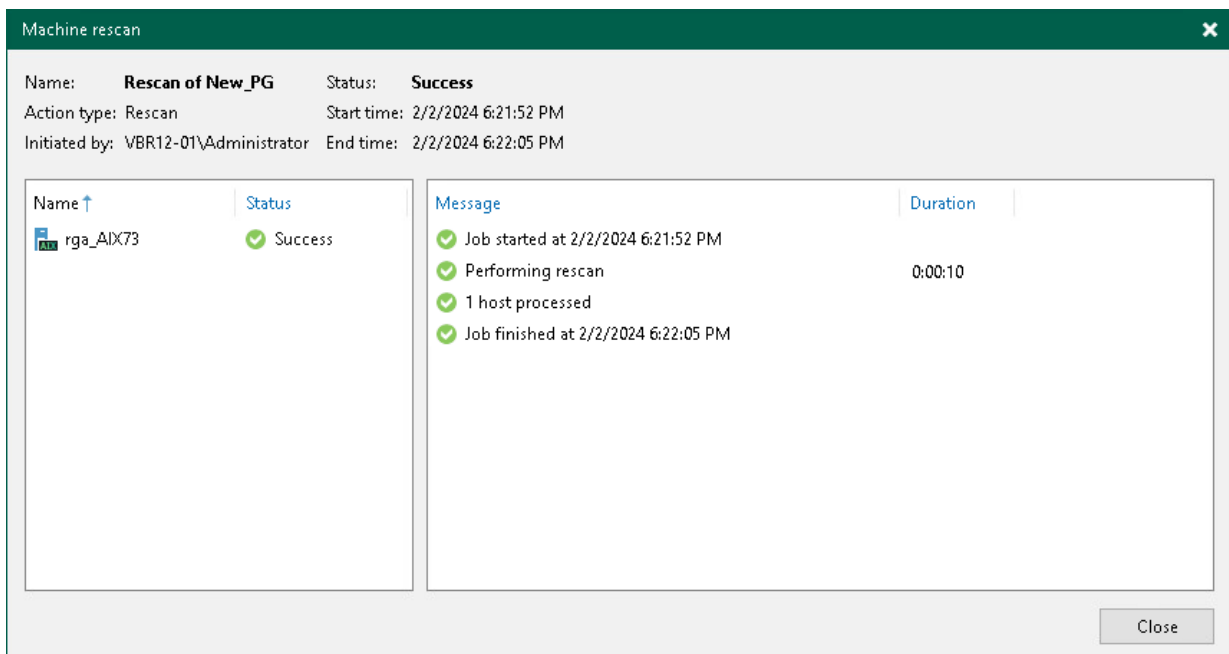 Machine rescan
Name: Rescan of New_PG Status: Success
Action type: Rescan Start time: 2/2/2024 6:21:52 PM
Initiated by: VBR12-01\Administrator End time: 2/2/2024 6:22:05 PM
Name Status
AIX rga_AIX73 Success
Message Duration
Job started at 2/2/2024 6:21:52 PM
Performing rescan 0:00:10
1 host processed
Job finished at 2/2/2024 6:22:05 PM
Close